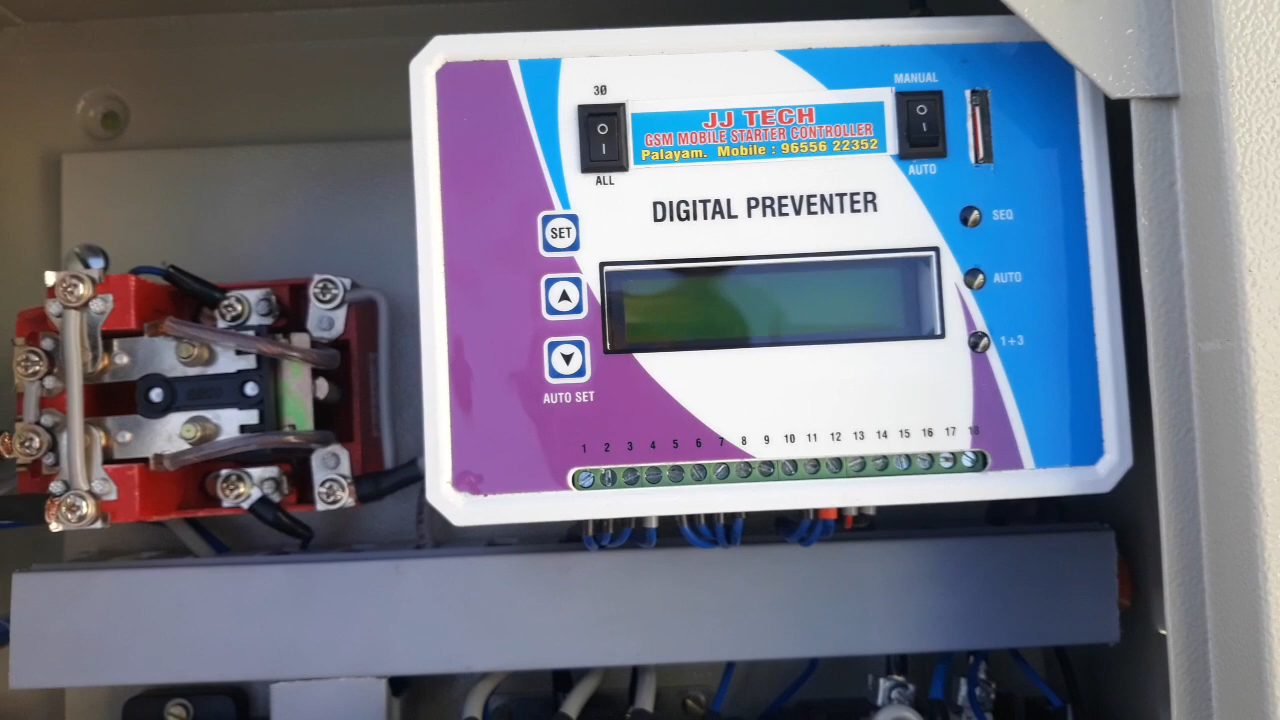 3Ø
ALL
JJ TECH
GSM MOBILE STARTER CONTROLLER
Palayam. Mobile : 96556 22352
MANUAL
AUTO
DIGITAL PREVENTER
SET
AUTO SET
SEQ
AUTO
1+3
1 2 3 4 5 6 7 8 9 10 11 12 13 14 15 16 17 18